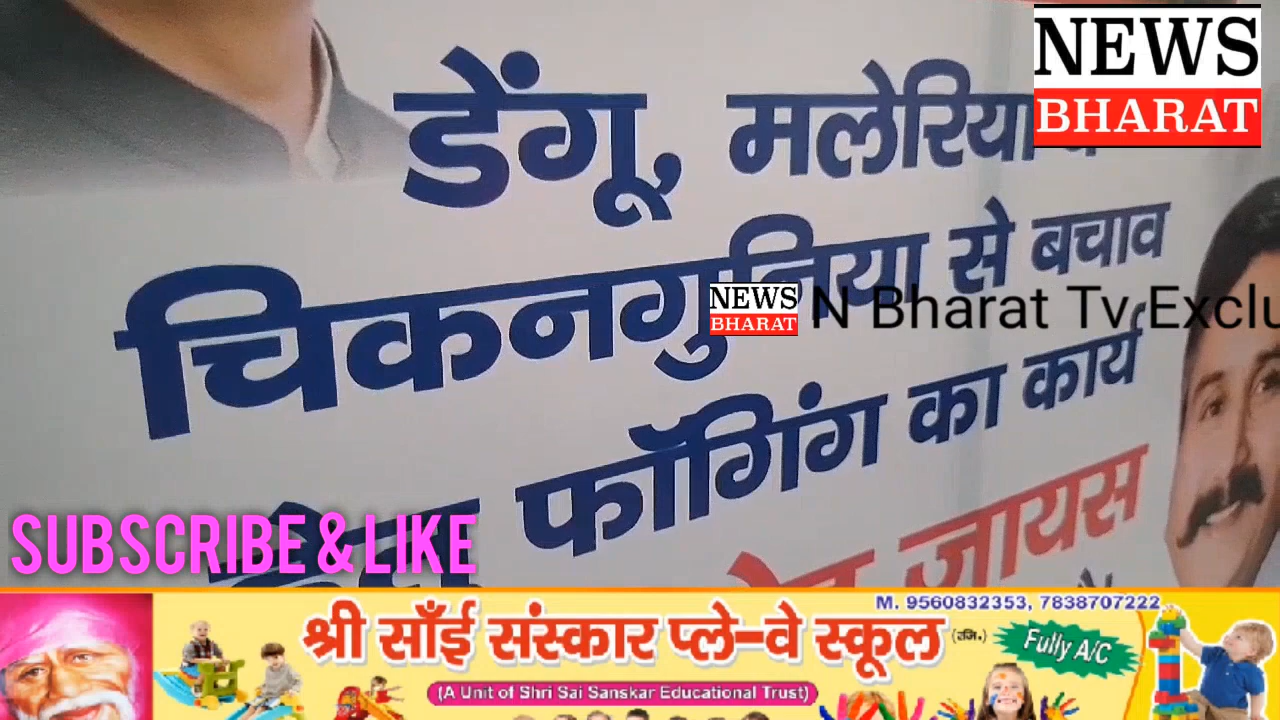 NEWS
BHARAT
डेंगू, मलेरिया
चिकनगुनिया से बचाव
NEWS
BHARAT
N Bharat Tv Exclu
फॉगिंग का कार्य
जायस
SUBSCRIBE & LIKE
M. 9560832353, 7838707222
श्री साँई संस्कार प्ले-वे स्कूल (रजि.)
Fully A/C
(A Unit of Shri Sai Sanskar Educational Trust)